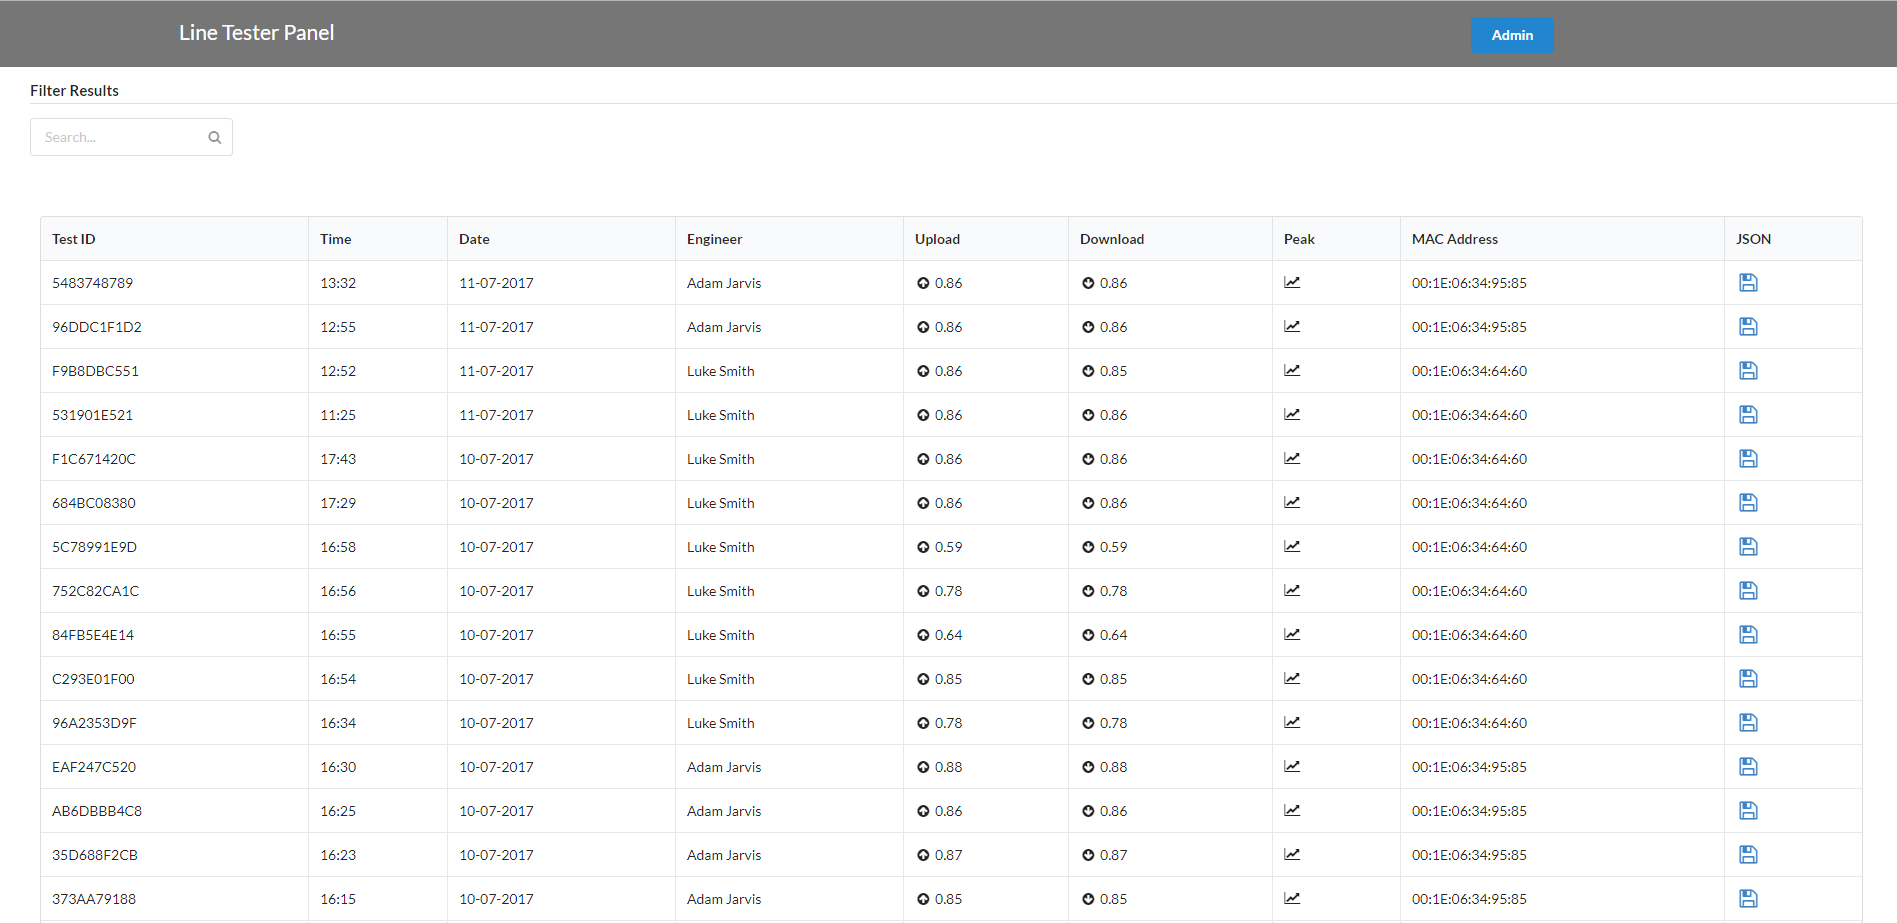 Line Tester Panel
Admin
Filter Results
Search...
Test ID Time Date Engineer Upload Download Peak MAC Address JSON
5483748789 13:32 11-07-2017 Adam Jarvis 0.86 0.86 00:1E:06:34:95:85
96DDC1F1D2 12:55 11-07-2017 Adam Jarvis 0.86 0.86 00:1E:06:34:95:85
F9B8DBC551 12:52 11-07-2017 Luke Smith 0.86 0.85 00:1E:06:34:64:60
531901E521 11:25 11-07-2017 Luke Smith 0.86 0.86 00:1E:06:34:64:60
F1C671420C 17:43 10-07-2017 Luke Smith 0.86 0.86 00:1E:06:34:64:60
684BC08380 17:29 10-07-2017 Luke Smith 0.86 0.86 00:1E:06:34:64:60
5C78991E9D 16:58 10-07-2017 Luke Smith 0.59 0.59 00:1E:06:34:64:60
752C82CA1C 16:56 10-07-2017 Luke Smith 0.78 0.78 00:1E:06:34:64:60
84FB5E4E14 16:55 10-07-2017 Luke Smith 0.64 0.64 00:1E:06:34:64:60
C293E01F00 16:54 10-07-2017 Luke Smith 0.85 0.85 00:1E:06:34:64:60
96A2353D9F 16:34 10-07-2017 Luke Smith 0.78 0.78 00:1E:06:34:64:60
EAF247C520 16:30 10-07-2017 Adam Jarvis 0.88 0.88 00:1E:06:34:95:85
AB6DBBB4C8 16:25 10-07-2017 Adam Jarvis 0.86 0.86 00:1E:06:34:95:85
35D688F2CB 16:23 10-07-2017 Adam Jarvis 0.87 0.87 00:1E:06:34:95:85
373AA79188 16:15 10-07-2017 Adam Jarvis 0.85 0.85 00:1E:06:34:95:85